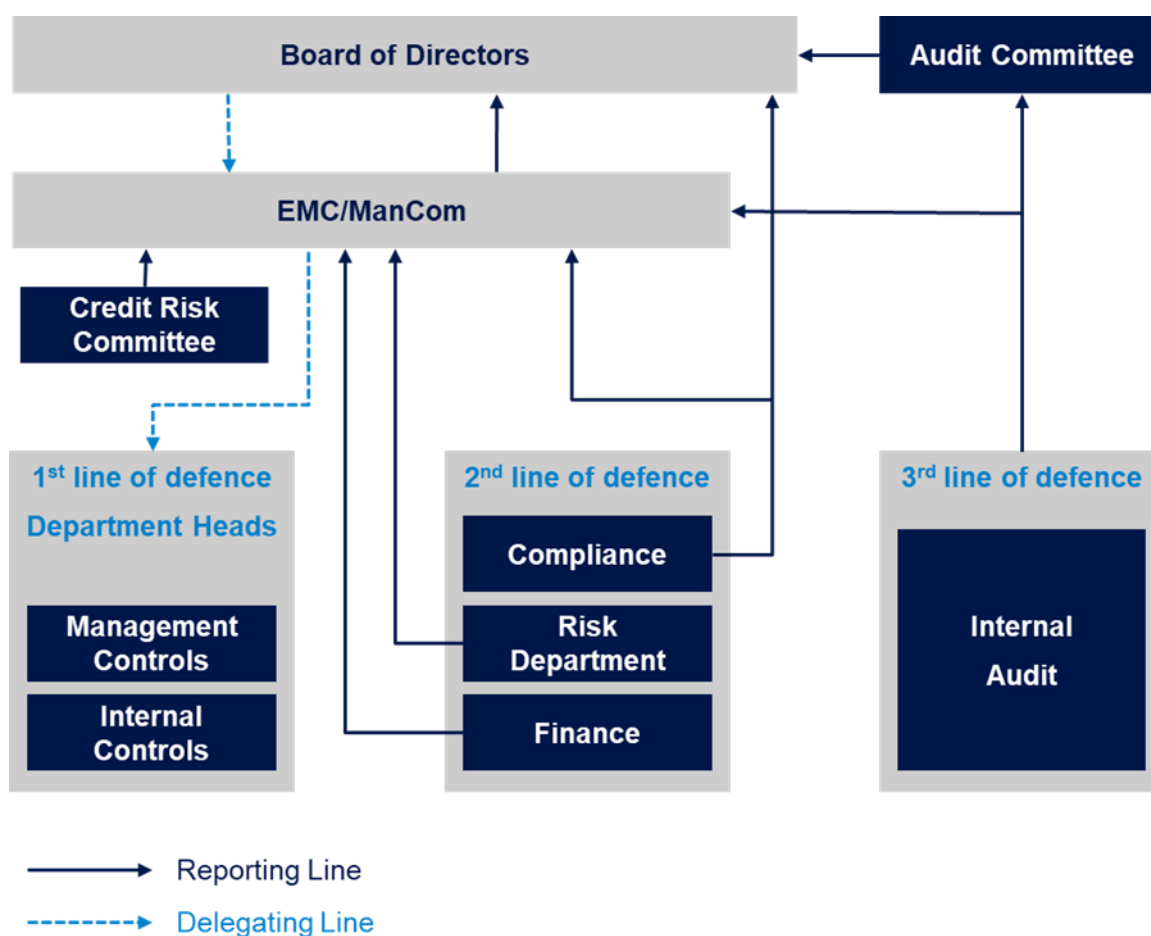 Board of Directors
Audit Committee
EMC/ManCom
Credit Risk
Committee
1st line of defence
Department Heads
Management
Controls
Internal
Controls
2nd line of defence
Compliance
Risk
Department
Finance
3rd line of defence
Internal
Audit
Reporting Line
Delegating Line